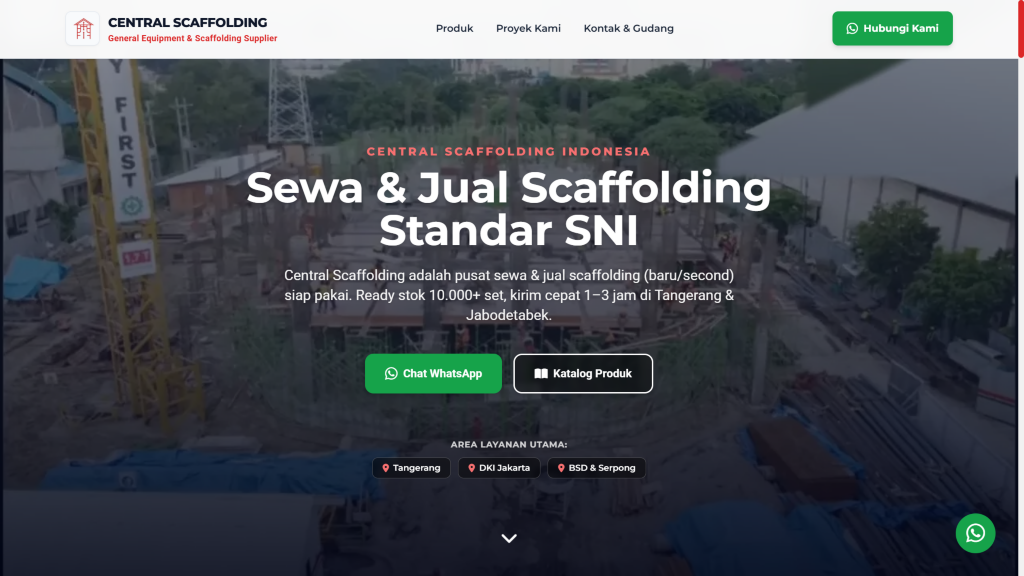 CENTRAL SCAFFOLDING
General Equipment & Scaffolding Supplier
Produk
Proyek Kami
Kontak & Gudang
Hubungi Kami
Y FIRST
177
CENTRAL SCAFFOLDING INDONESIA
Sewa & Jual Scaffolding
Standar SNI
Central Scaffolding adalah pusat sewa & jual scaffolding (baru/second)
siap pakai. Ready stok 10.000+ set, kirim cepat 1–3 jam di Tangerang &
Jabodetabek.
Chat WhatsApp
Katalog Produk
AREA LAYANAN UTAMA:
Tangerang
DKI Jakarta
BSD & Serpong